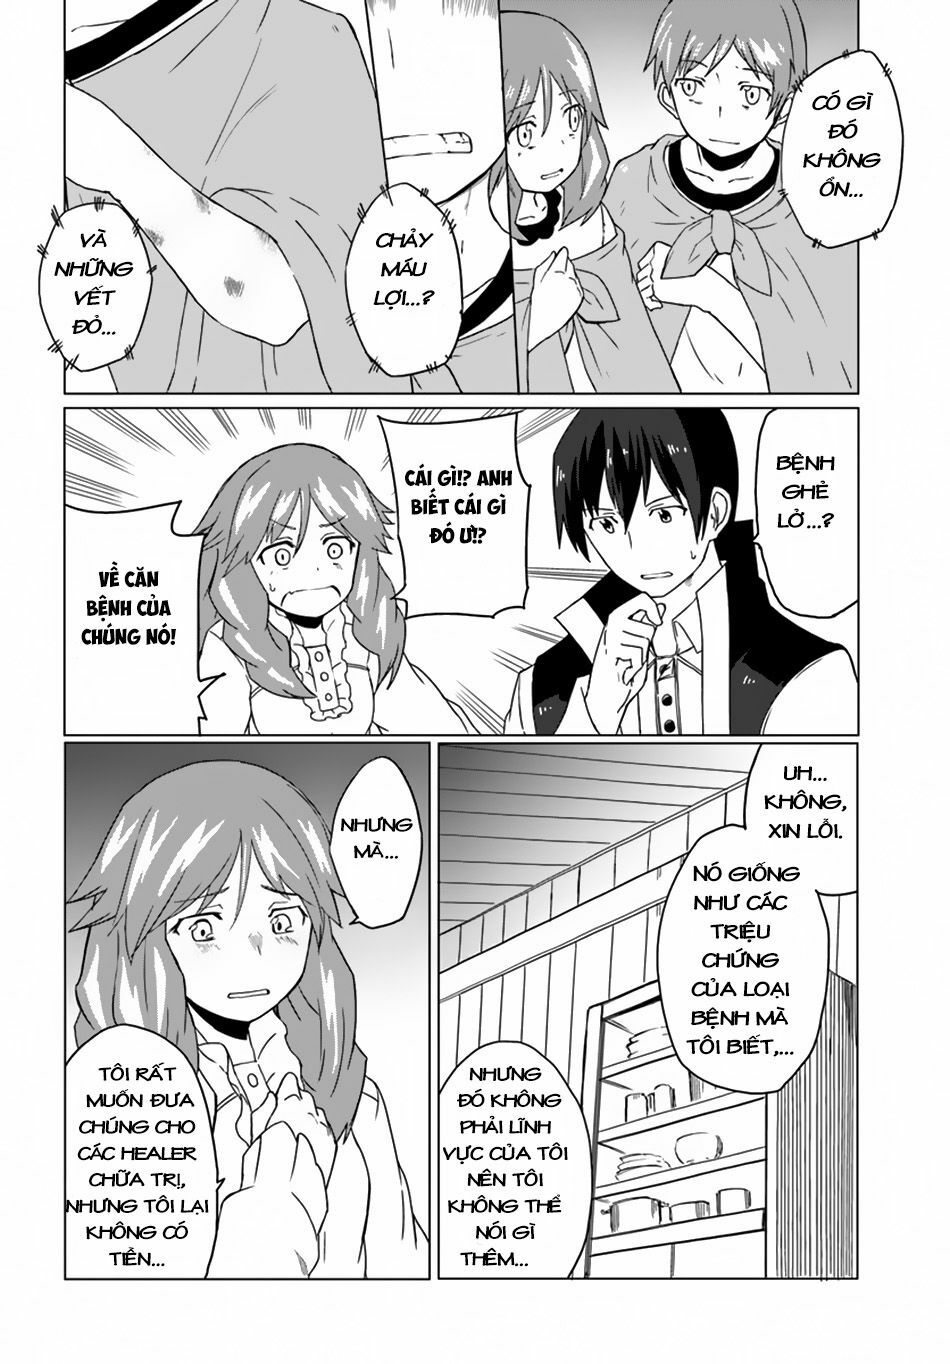 CÓ GÌ
ĐÓ
KHÔNG
ỔN...
CHẢY
MÁU
LỢI...?
VÀ
NHỮNG
VẾT
ĐỎ...
BỆNH
GHẺ
LỞ...?
CÁI GÌ!? ANH
BIẾT CÁI GÌ
ĐÓ Ư!?
VỀ CĂN
BỆNH CỦA
CHÚNG NÓ!
UH...
KHÔNG,
XIN LỖI.
NÓ GIỐNG
NHƯ CÁC
TRIỆU
CHỨNG
CỦA LOẠI
BỆNH MÀ
TÔI BIẾT,...
NHƯNG
ĐÓ KHÔNG
PHẢI LĨNH
VỰC CỦA TÔI
NÊN TÔI
KHÔNG THỂ
NÓI GÌ
THÊM...
NHƯNG
MÀ...
TÔI RẤT
MUỐN ĐƯA
CHÚNG CHO
CÁC HEALER
CHỮA TRỊ,
NHƯNG TÔI LẠI
KHÔNG CÓ
TIỀN...